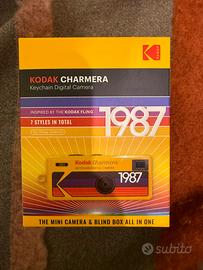 Kodak
KODAK CHARMERA
Keychain Digital Camera
INSPIRED BY THE KODAK FLING
7 STYLES IN TOTAL
1987
Kodak Charmera
1987
THE MINI CAMERA & BLIND BOX ALL IN ONE
subito